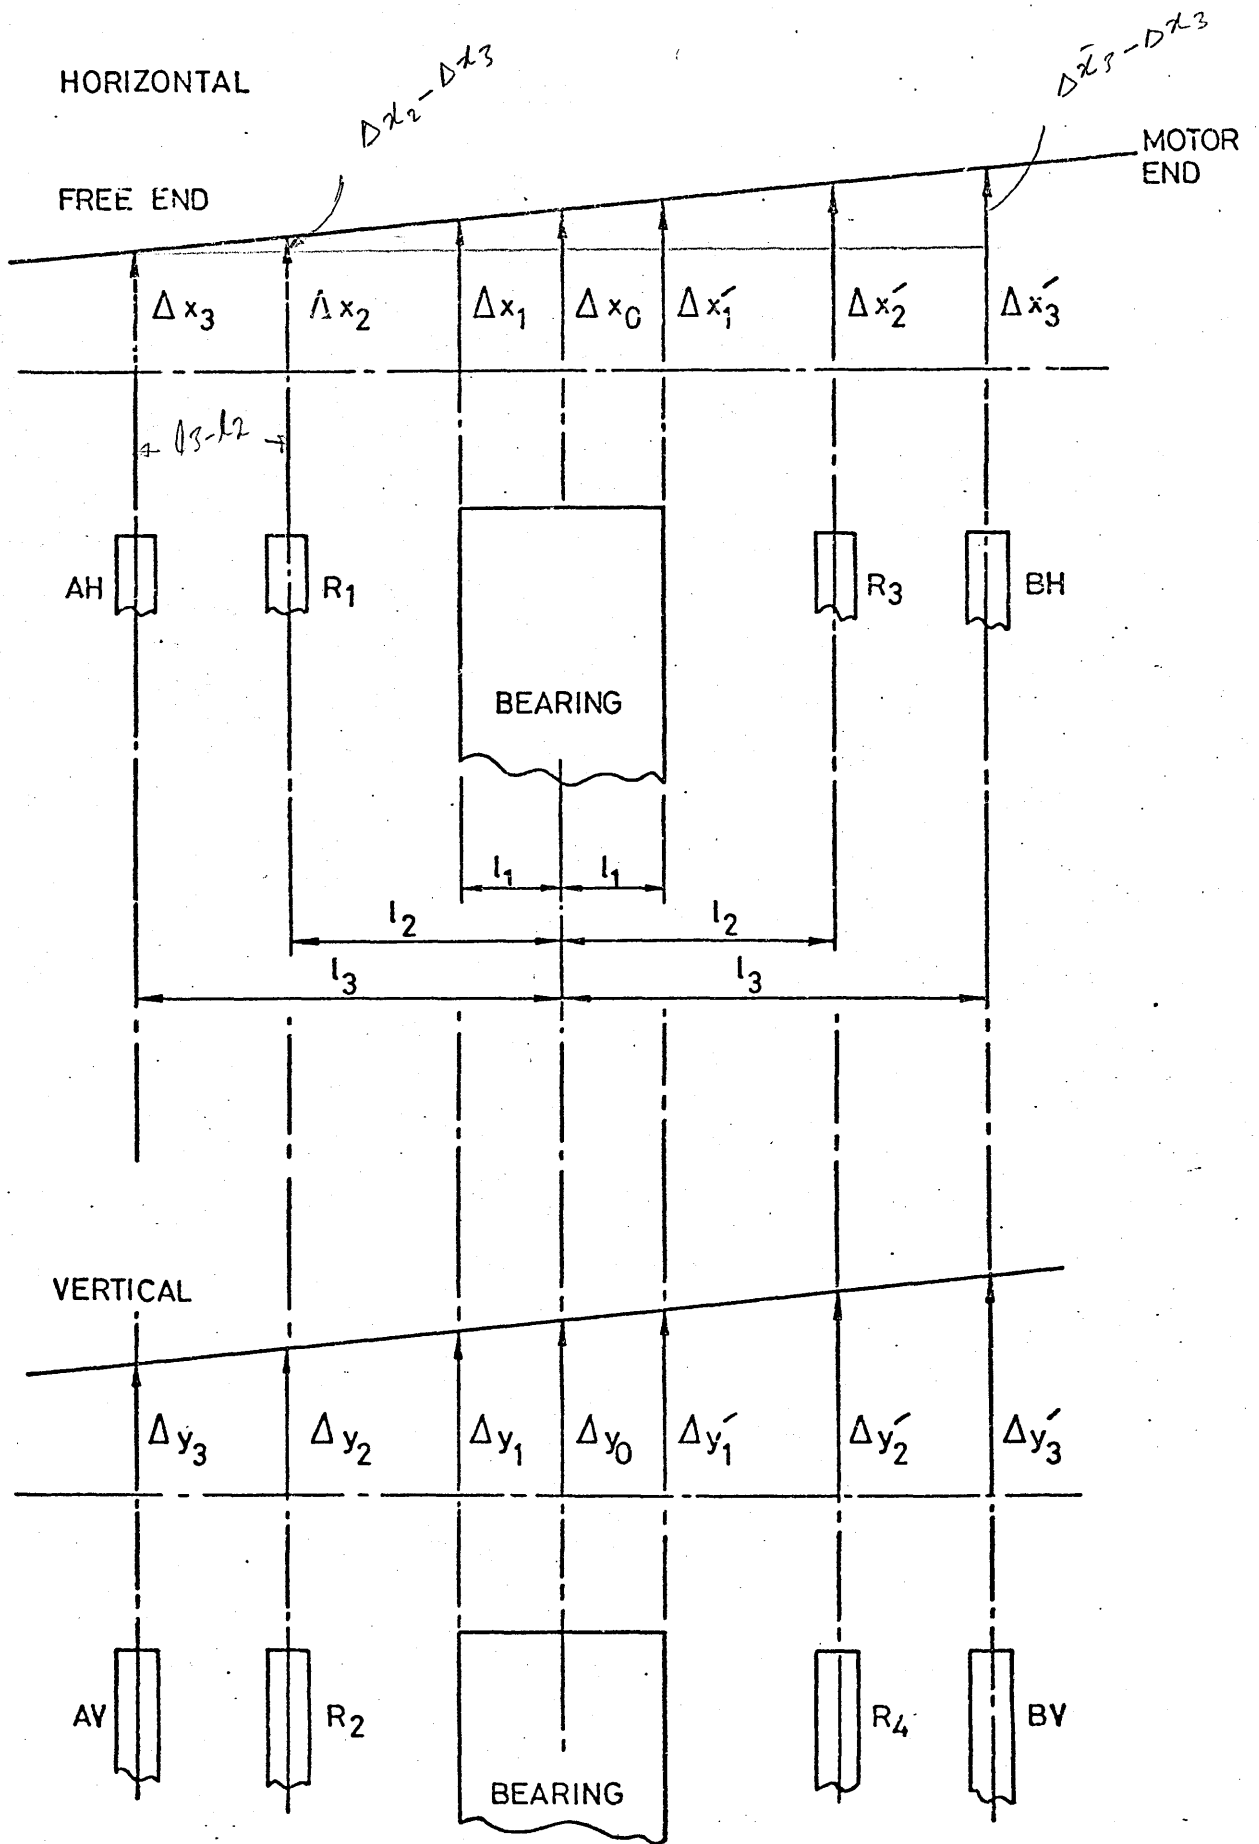 HORIZONTAL
Δx₂-Δx₃
Δx̄₃-Δx₃
MOTOR
END
FREE END
Δx₃ Δx₂ Δx₁ Δx₀ Δx₁′ Δx₂′ Δx₃′
l3-l2
AH R₁ R₃ BH
BEARING
l₁ l₁
l₂ l₂
l₃ l₃
VERTICAL
Δy₃ Δy₂ Δy₁ Δy₀ Δy₁′ Δy₂′ Δy₃′
AV R₂ R₄ BV
BEARING